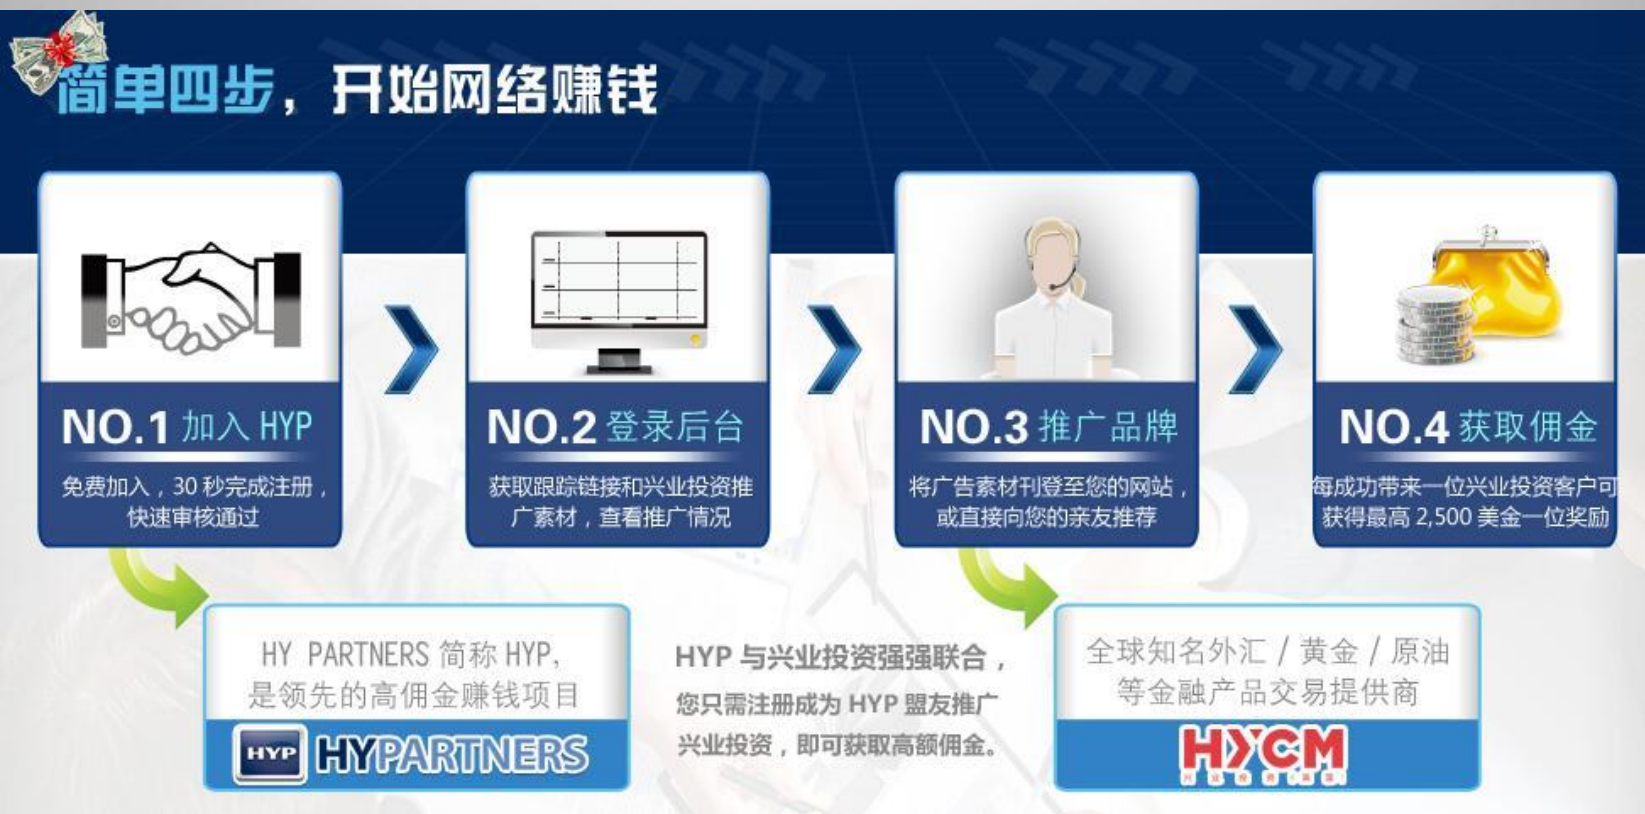 简单四步，开始网络赚钱
NO.1 加入 HYP
免费加入，30 秒完成注册，
快速审核通过
NO.2 登录后台
获取跟踪链接和兴业投资推
广素材，查看推广情况
NO.3 推广品牌
将广告素材刊登至您的网站，
或直接向您的亲友推荐
NO.4 获取佣金
每成功带来一位兴业投资客户可
获得最高 2,500 美金一位奖励
HY PARTNERS 简称 HYP,
是领先的高佣金赚钱项目
HYP HYPARTNERS
HYP 与兴业投资强强联合，
您只需注册成为 HYP 盟友推广
兴业投资，即可获取高额佣金。
全球知名外汇 / 黄金 / 原油
等金融产品交易提供商
HYCM